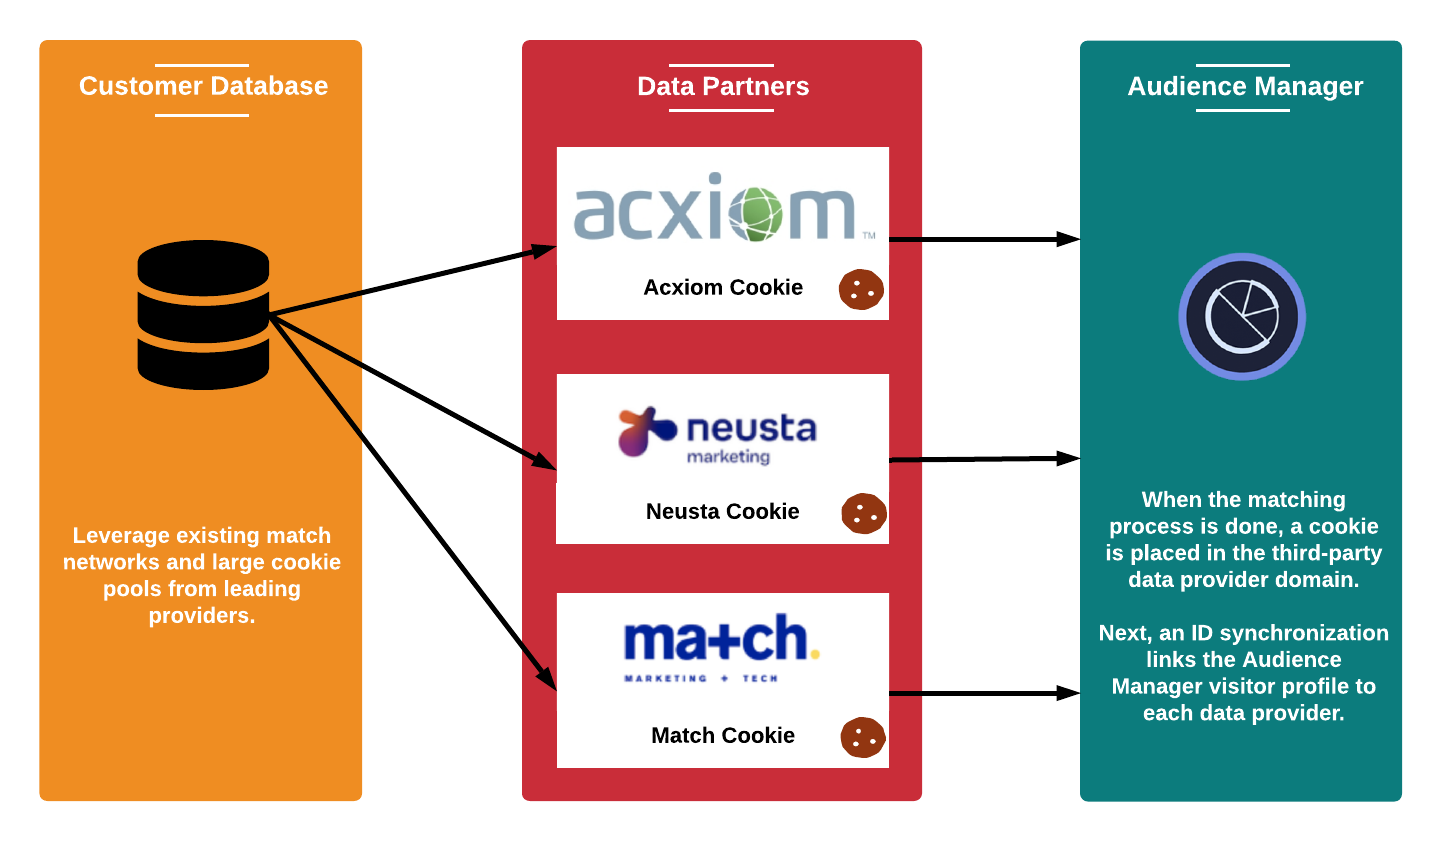 Customer Database
Leverage existing match
networks and large cookie
pools from leading
providers.
Data Partners
acxiom
TM
Acxiom Cookie
neusta
marketing
Neusta Cookie
ma+ch.
MARKETING + TECH
Match Cookie
Audience Manager
When the matching
process is done, a cookie
is placed in the third-party
data provider domain.
Next, an ID synchronization
links the Audience
Manager visitor profile to
each data provider.